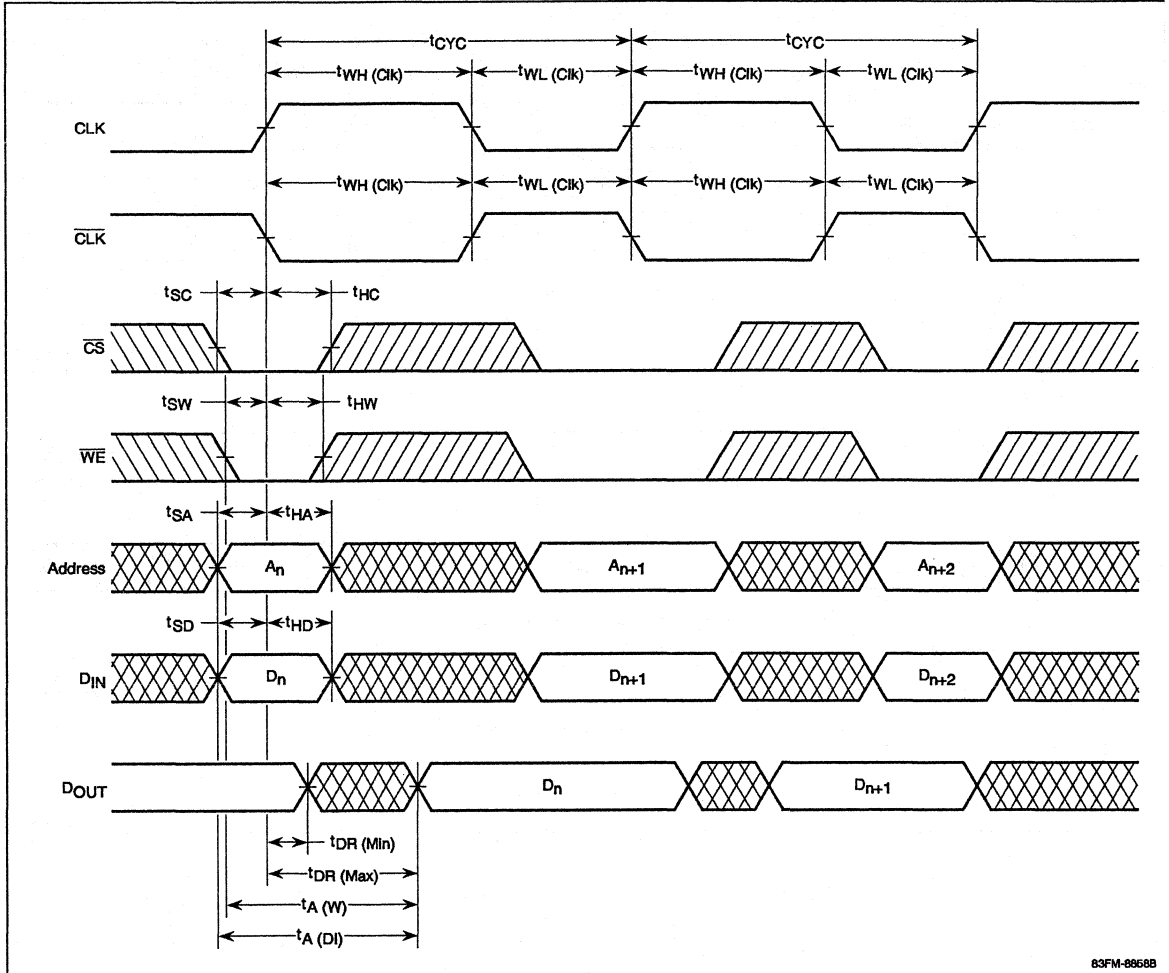 tCYC tCYC
tWH (Clk) tWL (Clk) tWH (Clk) tWL (Clk)
CLK
tWH (Clk) tWL (Clk) tWH (Clk) tWL (Clk)
CLK
tSC tHC
CS
tSW tHW
WE
tSA tHA
Address An An+1 An+2
tSD tHD
DIN Dn Dn+1 Dn+2
DOUT Dn Dn+1
tDR (Min)
tDR (Max)
tA (W)
tA (DI)
83FM-8858B